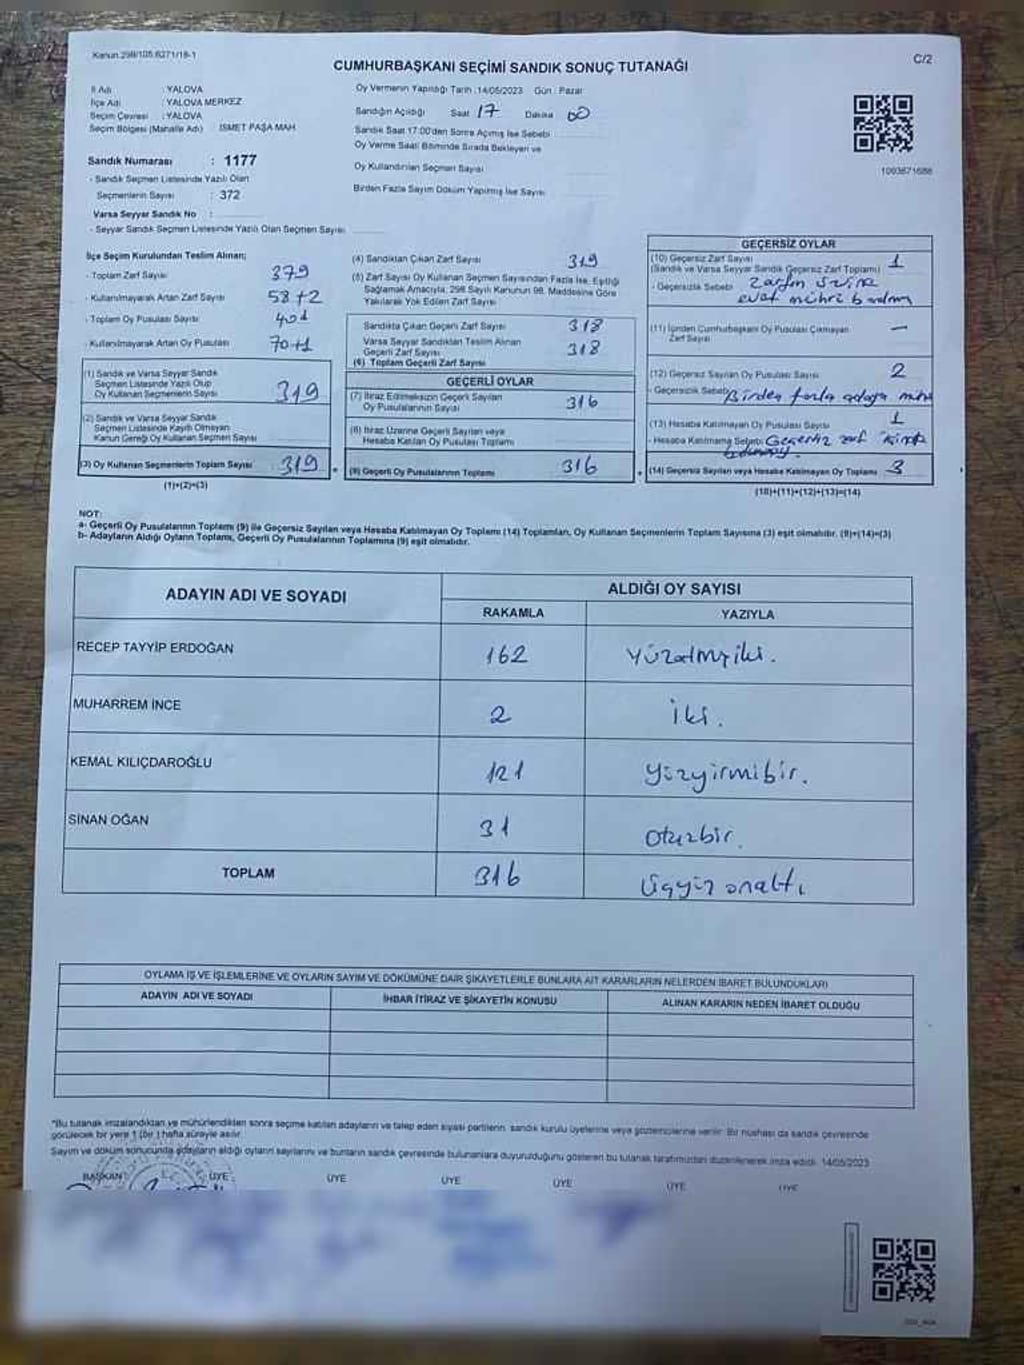 Kanun.298/105.6271/18-1
C/2
CUMHURBAŞKANI SEÇİMİ SANDIK SONUÇ TUTANAĞI
İl Adı : YALOVA
İlçe Adı : YALOVA MERKEZ
Seçim Çevresi : YALOVA
Seçim Bölgesi (Mahalle Adı) İSMET PAŞA MAH
Sandık Numarası : 1177
- Sandık Seçmen Listesinde Yazılı Olan
Seçmenlerin Sayısı : 372
Varsa Seyyar Sandık No :
- Seyyar Sandık Seçmen Listesinde Yazılı Olan Seçmen Sayısı
Oy Vermenin Yapıldığı Tarih :14/05/2023 Gün : Pazar
Sandığın Açıldığı Saat 17 Dakika 00
Sandık Saat 17:00'den Sonra Açılmış İse Sebebi
Oy Verme Saati Bitiminde Sırada Bekleyen ve
Oy Kullandırılan Seçmen Sayısı
Birden Fazla Sayım Döküm Yapılmış İse Sayısı
1003671686
İlçe Seçim Kurulundan Teslim Alınan;
- Toplam Zarf Sayısı 379
- Kullanılmayarak Artan Zarf Sayısı 58+2
- Toplam Oy Pusulası Sayısı 401
- Kullanılmayarak Artan Oy Pusulası 70+1
(1) Sandık ve Varsa Seyyar Sandık
Seçmen Listesinde Yazılı Olup
Oy Kullanan Seçmenlerin Sayısı 319
(2) Sandık ve Varsa Seyyar Sandık
Seçmen Listesinde Kayıtlı Olmayan
Kanun Gereği Oy Kullanan Seçmen Sayısı
(3) Oy Kullanan Seçmenlerin Toplam Sayısı 319
(1)+(2)=(3)
(4) Sandıktan Çıkan Zarf Sayısı 319
(5) Zarf Sayısı Oy Kullanan Seçmen Sayısından Fazla İse, Eşitliği
Sağlamak Amacıyla, 298 Sayılı Kanunun 98. Maddesine Göre
Yakılarak Yok Edilen Zarf Sayısı
Sandıkta Çıkan Geçerli Zarf Sayısı 318
Varsa Seyyar Sandıktan Teslim Alınan
Geçerli Zarf Sayısı 318
(6) Toplam Geçerli Zarf Sayısı
GEÇERLİ OYLAR
(7) İtiraz Edilmeksizin Geçerli Sayılan
Oy Pusulalarının Sayısı 316
(8) İtiraz Üzerine Geçerli Sayılan veya
Hesaba Katılan Oy Pusulası Toplamı
(9) Geçerli Oy Pusulalarının Toplamı 316
GEÇERSİZ OYLAR
(10) Geçersiz Zarf Sayısı 1
(Sandık ve Varsa Seyyar Sandık Geçersiz Zarf Toplamı)
- Geçersizlik Sebebi Zarfın
evet mührü
(11) İçinden Cumhurbaşkanı Oy Pusulası Çıkmayan
Zarf Sayısı —
(12) Geçersiz Sayılan Oy Pusulası Sayısı 2
- Geçersizlik Sebebi Birden fazla adaya
(13) Hesaba Katılmayan Oy Pusulası Sayısı 1
- Hesaba Katılmama Sebebi Geçersiz zarf içinde
(14) Geçersiz Sayılan veya Hesaba Katılmayan Oy Toplamı 3
(10)+(11)+(12)+(13)=(14)
NOT:
a- Geçerli Oy Pusulalarının Toplamı (9) ile Geçersiz Sayılan veya Hesaba Katılmayan Oy Toplamı (14) Toplamları, Oy Kullanan Seçmenlerin Toplam Sayısına (3) eşit olmalıdır. (9)+(14)=(3)
b- Adayların Aldığı Oyların Toplamı, Geçerli Oy Pusulalarının Toplamına (9) eşit olmalıdır.
ADAYIN ADI VE SOYADI
ALDIĞI OY SAYISI
RAKAMLA YAZIYLA
RECEP TAYYİP ERDOĞAN 162 Yüzatmışiki.
MUHARREM İNCE 2 İki.
KEMAL KILIÇDAROĞLU 121 Yüzyirmibir.
SİNAN OĞAN 31 Otuzbir.
TOPLAM 316 Üçyüz onaltı
OYLAMA İŞ VE İŞLEMLERİNE VE OYLARIN SAYIM VE DÖKÜMÜNE DAİR ŞİKAYETLERLE BUNLARA AİT KARARLARIN NELERDEN İBARET BULUNDUKLARI
ADAYIN ADI VE SOYADI İHBAR İTİRAZ VE ŞİKAYETİN KONUSU ALINAN KARARIN NEDEN İBARET OLDUĞU
*Bu tutanak imzalandıktan ve mühürlendikten sonra seçime katılan adayların ve talep eden siyasi partilerin, sandık kurulu üyelerine veya gözlemcilerine verilir. Bir nüshası da sandık çevresinde
görülecek bir yere 1 (bir ) hafta süreyle asılır.
Sayım ve döküm sonucunda adayların aldığı oyların sayılarını ve bunların sandık çevresinde bulunanlara duyurulduğunu gösteren bu tutanak tarafımızdan düzenlenerek imza edildi. 14/05/2023
BAŞKAN ÜYE ÜYE ÜYE ÜYE ÜYE ÜYE